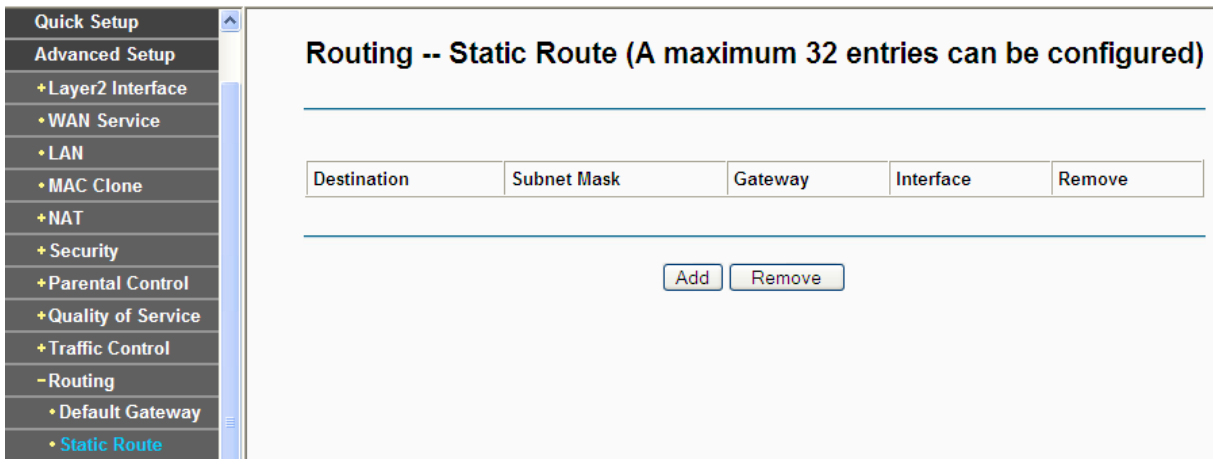 Quick Setup
Advanced Setup
+Layer2 Interface
•WAN Service
•LAN
•MAC Clone
+NAT
+Security
+Parental Control
+Quality of Service
+Traffic Control
-Routing
•Default Gateway
•Static Route
Routing -- Static Route (A maximum 32 entries can be configured)
Destination Subnet Mask Gateway Interface Remove
Add Remove